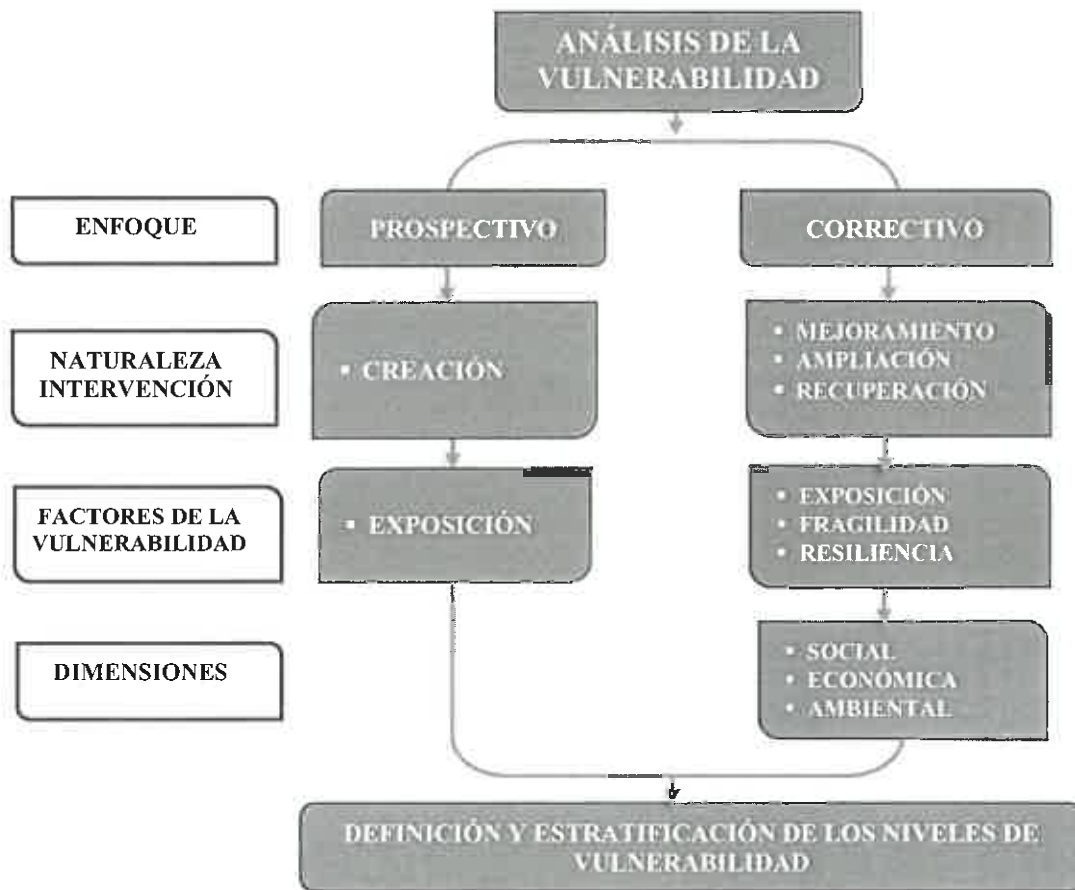 ANÁLISIS DE LA
VULNERABILIDAD
ENFOQUE
PROSPECTIVO
CORRECTIVO
NATURALEZA
INTERVENCIÓN
▪ CREACIÓN
▪ MEJORAMIENTO
▪ AMPLIACIÓN
▪ RECUPERACIÓN
FACTORES DE LA
VULNERABILIDAD
▪ EXPOSICIÓN
▪ EXPOSICIÓN
▪ FRAGILIDAD
▪ RESILIENCIA
DIMENSIONES
▪ SOCIAL
▪ ECONÓMICA
▪ AMBIENTAL
DEFINICIÓN Y ESTRATIFICACIÓN DE LOS NIVELES DE
VULNERABILIDAD